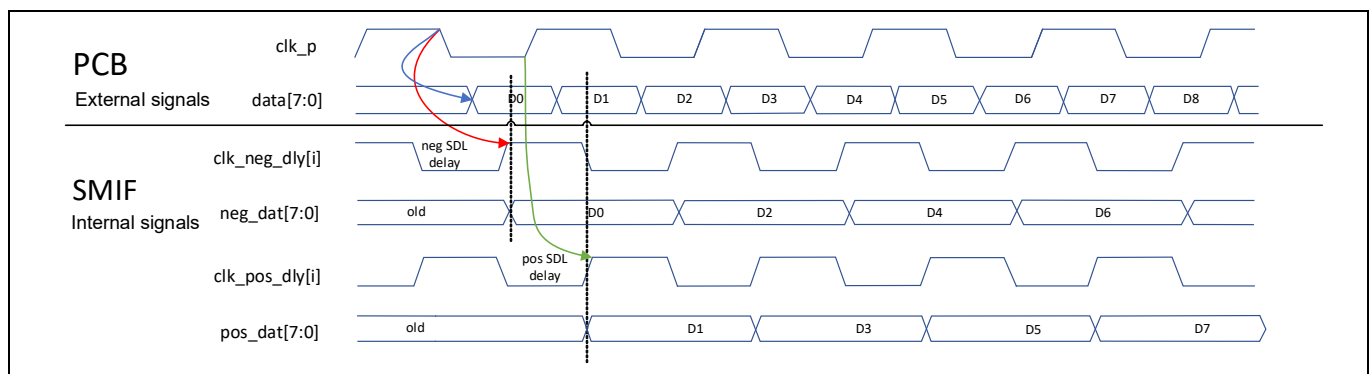 PCB
External signals
clk_p
data[7:0]
D0 D1 D2 D3 D4 D5 D6 D7 D8
SMIF
Internal signals
clk_neg_dly[i]
neg SDL
delay
neg_dat[7:0]
old D0 D2 D4 D6
clk_pos_dly[i]
pos SDL
delay
pos_dat[7:0]
old D1 D3 D5 D7